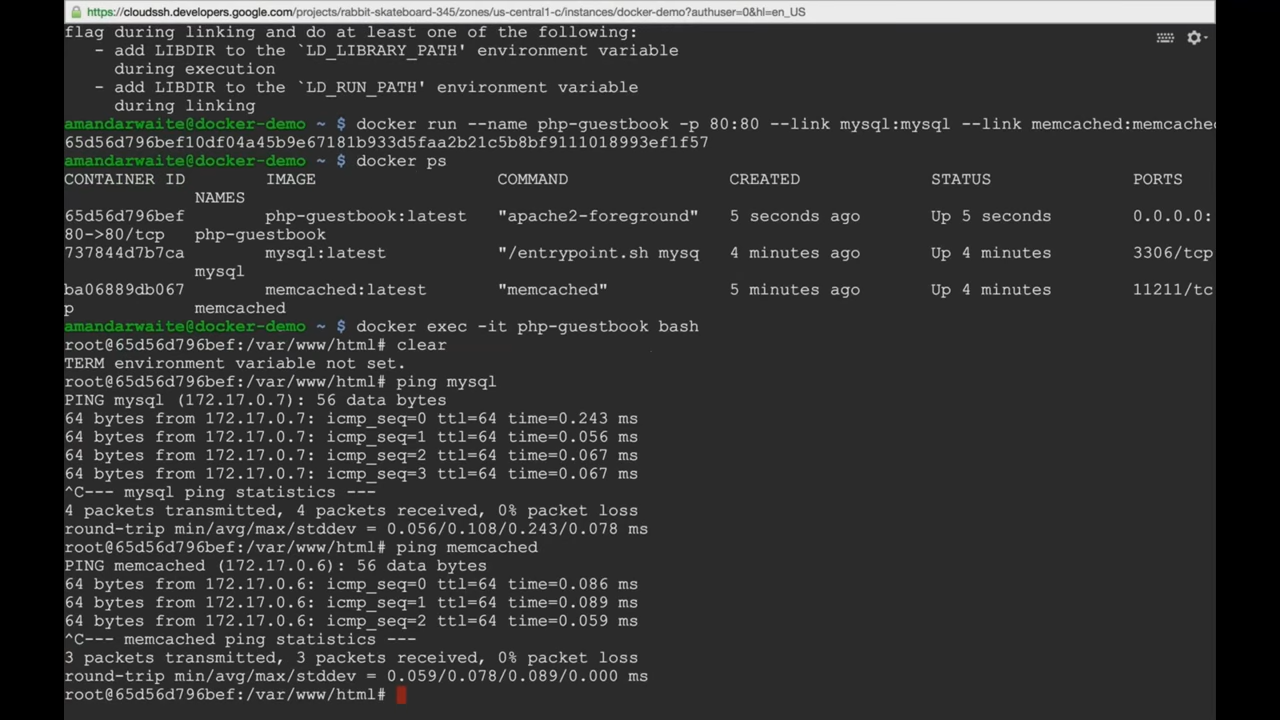 https://cloudssh.developers.google.com/projects/rabbit-skateboard-345/zones/us-central1-c/instances/docker-demo?authuser=0&hl=en_US
flag during linking and do at least one of the following:
- add LIBDIR to the `LD_LIBRARY_PATH' environment variable
during execution
- add LIBDIR to the `LD_RUN_PATH' environment variable
during linking
amandarwaite@docker-demo ~ $ docker run --name php-guestbook -p 80:80 --link mysql:mysql --link memcached:memcached
65d56d796bef10df04a45b9e67181b933d5faa2b21c5b8bf9111018993ef1f57
amandarwaite@docker-demo ~ $ docker ps
CONTAINER ID IMAGE COMMAND CREATED STATUS PORTS
NAMES
65d56d796bef php-guestbook:latest "apache2-foreground" 5 seconds ago Up 5 seconds 0.0.0.0:
80->80/tcp php-guestbook
737844d7b7ca mysql:latest "/entrypoint.sh mysq 4 minutes ago Up 4 minutes 3306/tcp
mysql
ba06889db067 memcached:latest "memcached" 5 minutes ago Up 4 minutes 11211/tc
p memcached
amandarwaite@docker-demo ~ $ docker exec -it php-guestbook bash
root@65d56d796bef:/var/www/html# clear
TERM environment variable not set.
root@65d56d796bef:/var/www/html# ping mysql
PING mysql (172.17.0.7): 56 data bytes
64 bytes from 172.17.0.7: icmp_seq=0 ttl=64 time=0.243 ms
64 bytes from 172.17.0.7: icmp_seq=1 ttl=64 time=0.056 ms
64 bytes from 172.17.0.7: icmp_seq=2 ttl=64 time=0.067 ms
64 bytes from 172.17.0.7: icmp_seq=3 ttl=64 time=0.067 ms
^C--- mysql ping statistics ---
4 packets transmitted, 4 packets received, 0% packet loss
round-trip min/avg/max/stddev = 0.056/0.108/0.243/0.078 ms
root@65d56d796bef:/var/www/html# ping memcached
PING memcached (172.17.0.6): 56 data bytes
64 bytes from 172.17.0.6: icmp_seq=0 ttl=64 time=0.086 ms
64 bytes from 172.17.0.6: icmp_seq=1 ttl=64 time=0.089 ms
64 bytes from 172.17.0.6: icmp_seq=2 ttl=64 time=0.059 ms
^C--- memcached ping statistics ---
3 packets transmitted, 3 packets received, 0% packet loss
round-trip min/avg/max/stddev = 0.059/0.078/0.089/0.000 ms
root@65d56d796bef:/var/www/html#